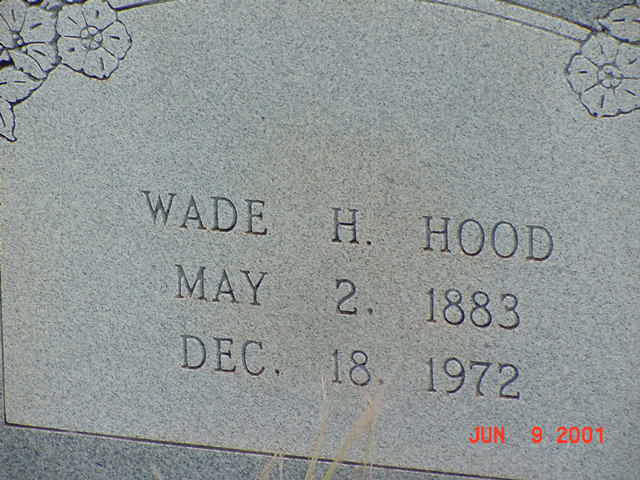 WADE H. HOOD
MAY 2. 1883
DEC. 18. 1972
JUN 9 2001